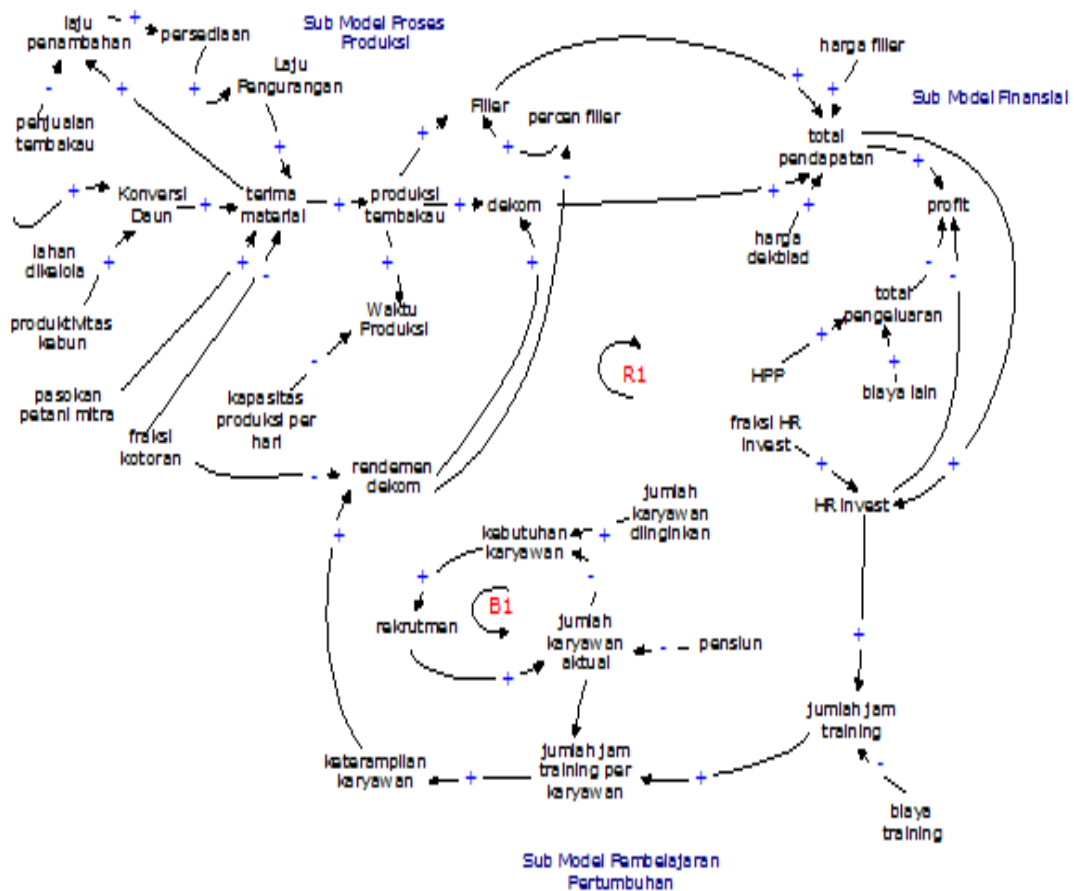 laju
penambahan
persediaan
Sub Model Proses
Produksi
Laju
Pengurangan
penjualan
tembakau
Filler
percen filler
harga filler
Sub Model Finansial
total
pendapatan
Konversi
Daun
terima
material
produksi
tembakau
dekom
profit
lahan
dikelola
harga
dekblad
produktivitas
kebun
Waktu
Produksi
total
pengeluaran
R1
HPP
biaya lain
pasokan
petani mitra
kapasitas
produksi per
hari
fraksi
kotoran
fraksi HR
invest
rendemen
dekom
HR invest
jumlah
karyawan
diinginkan
kebutuhan
karyawan
B1
rekrutmen
jumlah
karyawan
aktual
pensiun
jumlah jam
training
keterampilan
karyawan
jumlah jam
training per
karyawan
biaya
training
Sub Model Pembelajaran
Pertumbuhan